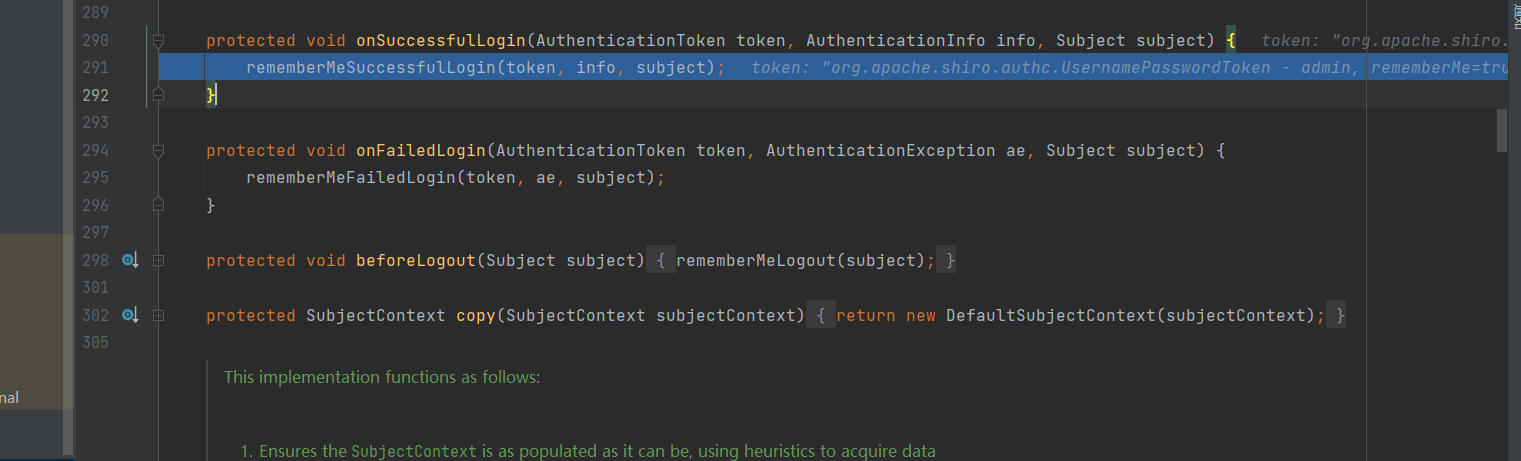 289
290 protected void onSuccessfulLogin(AuthenticationToken token, AuthenticationInfo info, Subject subject) { token: "org.apache.shiro.
291 rememberMeSuccessfulLogin(token, info, subject); token: "org.apache.shiro.authc.UsernamePasswordToken - admin, rememberMe=tru
292 }
293
294 protected void onFailedLogin(AuthenticationToken token, AuthenticationException ae, Subject subject) {
295 rememberMeFailedLogin(token, ae, subject);
296 }
297
298 protected void beforeLogout(Subject subject) { rememberMeLogout(subject); }
301
302 protected SubjectContext copy(SubjectContext subjectContext) { return new DefaultSubjectContext(subjectContext); }
305
This implementation functions as follows:
nal
1. Ensures the SubjectContext is as populated as it can be, using heuristics to acquire data